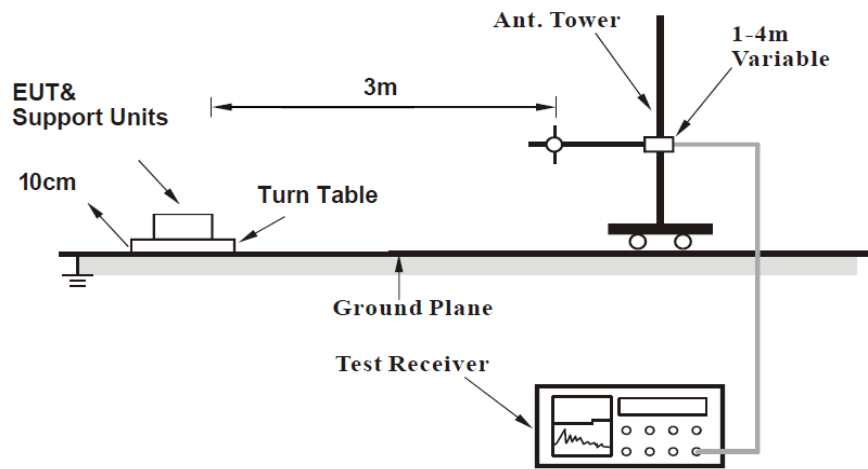 Ant. Tower
1-4m
Variable
3m
EUT&
Support Units
10cm
Turn Table
Ground Plane
Test Receiver